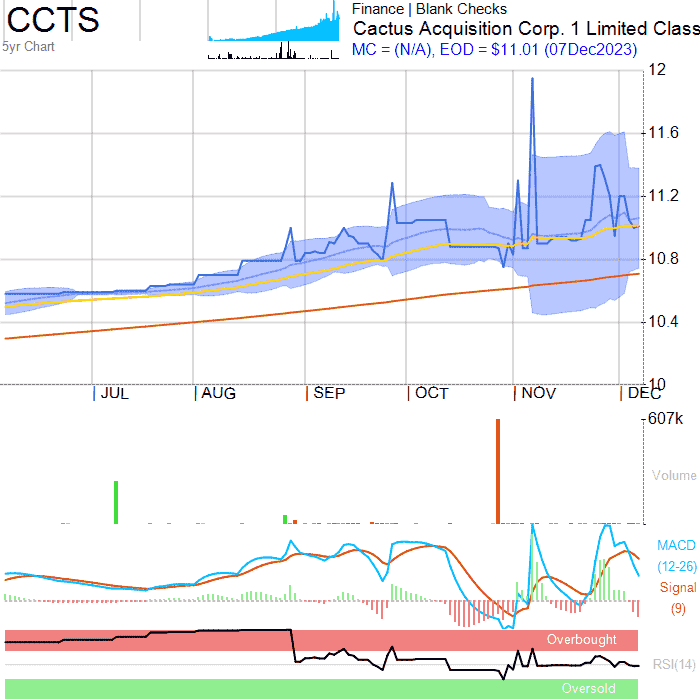 CCTS
5yr Chart
Finance | Blank Checks
Cactus Acquisition Corp. 1 Limited Class
MC = (N/A), EOD = $11.01 (07Dec2023)
12
11.6
11.2
10.8
10.4
10
JUL AUG SEP OCT NOV DEC
607k
Volume
MACD
(12-26)
Signal
(9)
Overbought
RSI(14)
Oversold